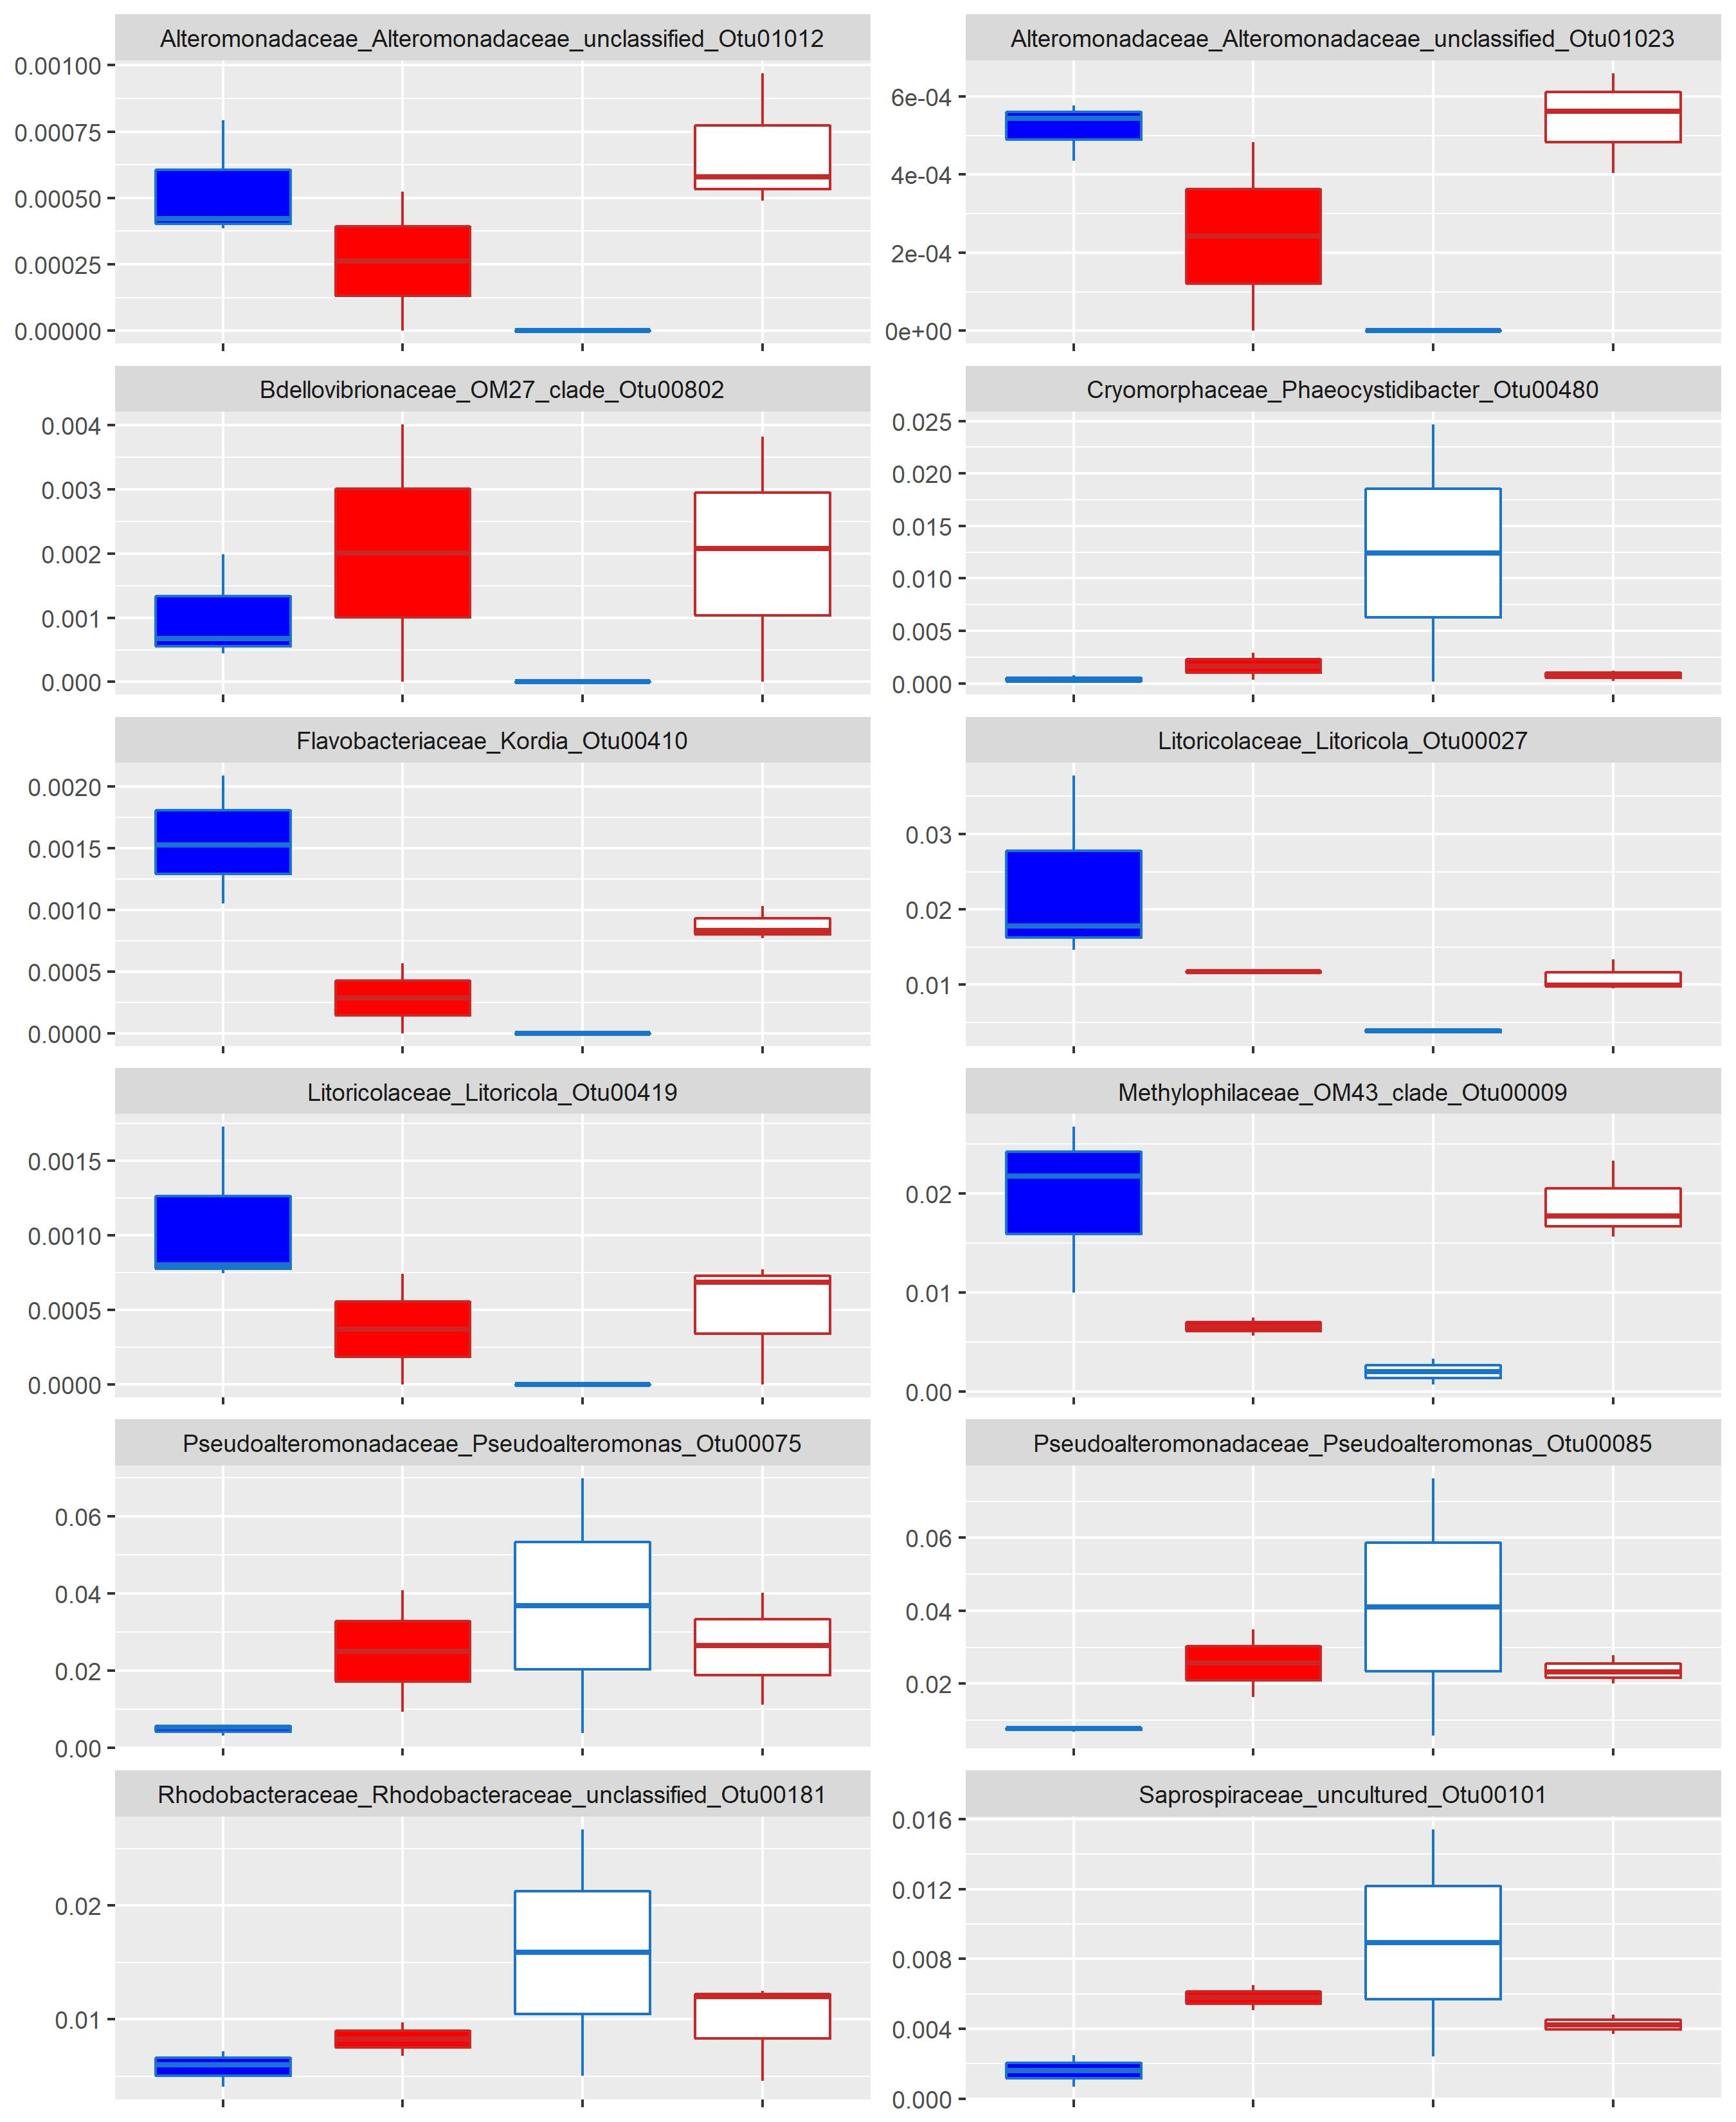 Alteromonadaceae_Alteromonadaceae_unclassified_Otu01012
0.00100
0.00075
0.00050
0.00025
0.00000
Alteromonadaceae_Alteromonadaceae_unclassified_Otu01023
6e-04
4e-04
2e-04
0e+00
Bdellovibrionaceae_OM27_clade_Otu00802
0.004
0.003
0.002
0.001
0.000
Cryomorphaceae_Phaeocystidibacter_Otu00480
0.025
0.020
0.015
0.010
0.005
0.000
Flavobacteriaceae_Kordia_Otu00410
0.0020
0.0015
0.0010
0.0005
0.0000
Litoricolaceae_Litoricola_Otu00027
0.03
0.02
0.01
Litoricolaceae_Litoricola_Otu00419
0.0015
0.0010
0.0005
0.0000
Methylophilaceae_OM43_clade_Otu00009
0.02
0.01
0.00
Pseudoalteromonadaceae_Pseudoalteromonas_Otu00075
0.06
0.04
0.02
0.00
Pseudoalteromonadaceae_Pseudoalteromonas_Otu00085
0.06
0.04
0.02
Rhodobacteraceae_Rhodobacteraceae_unclassified_Otu00181
0.02
0.01
Saprospiraceae_uncultured_Otu00101
0.016
0.012
0.008
0.004
0.000